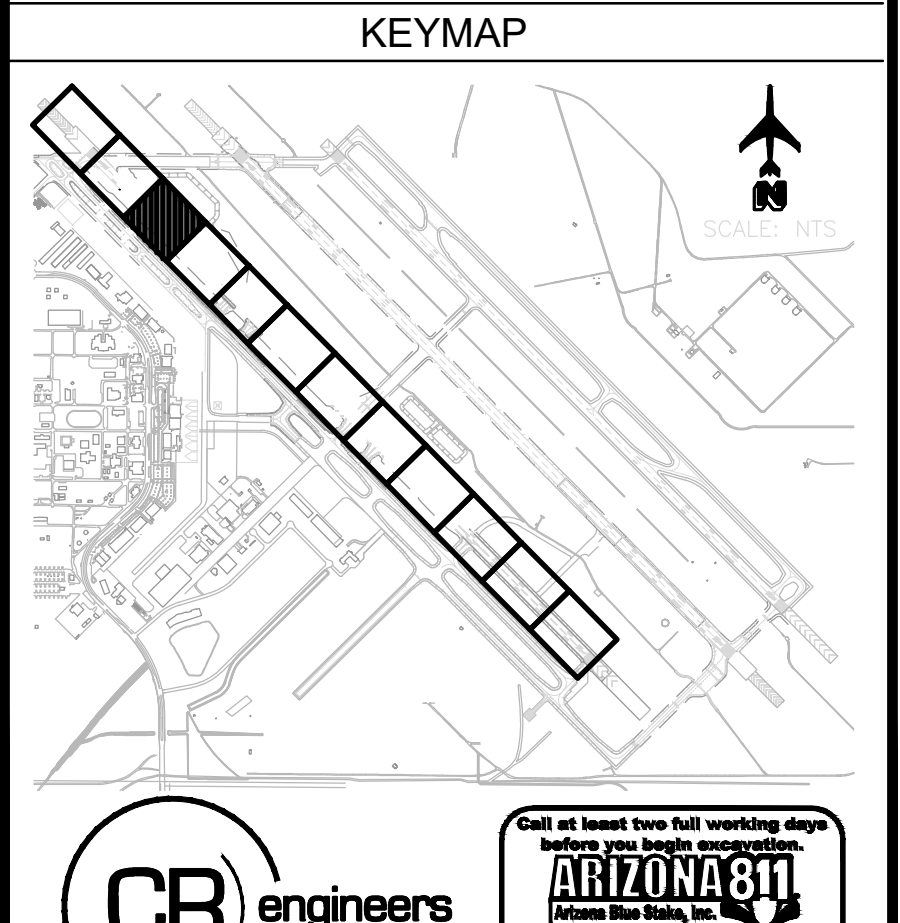 KEYMAP
N
SCALE: NTS
Call at least two full working days
before you begin excavation.
ARIZONA 811
Arizona Blue Stake, Inc.
engineers